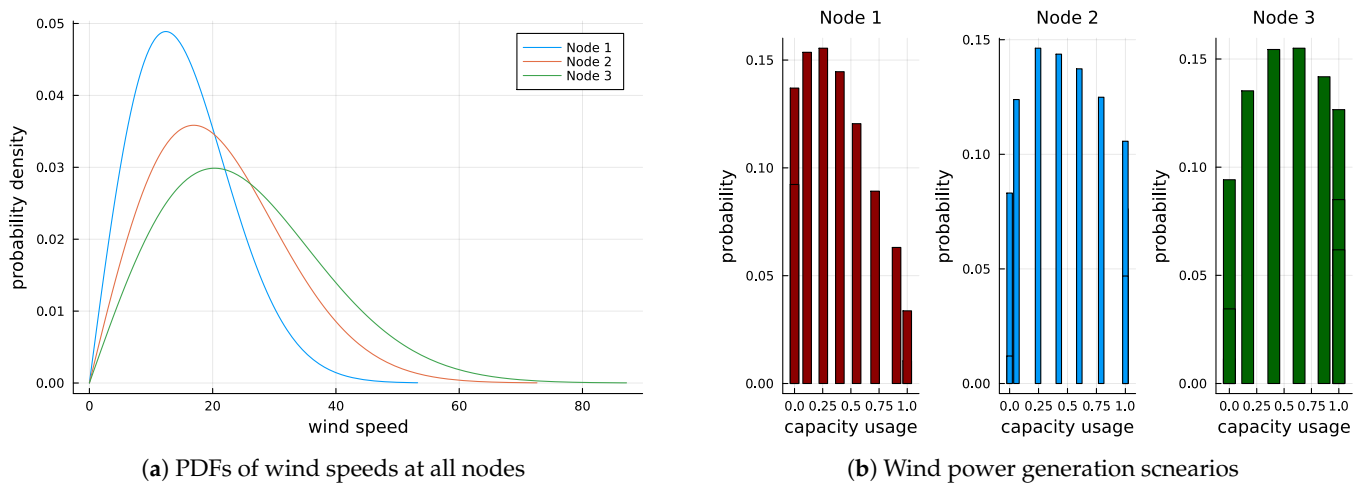 0.05
0.04
0.03
0.02
0.01
0.00
probability density
0
20
40
60
80
wind speed
Node 1
Node 2
Node 3
(a) PDFs of wind speeds at all nodes
Node 1
0.15
0.10
0.05
0.00
probability
0.0 0.25 0.5 0.75 1.0
capacity usage
Node 2
0.15
0.10
0.05
0.00
probability
0.0 0.25 0.5 0.75 1.0
capacity usage
Node 3
0.15
0.10
0.05
0.00
probability
0.0 0.25 0.5 0.75 1.0
capacity usage
(b) Wind power generation scnearios